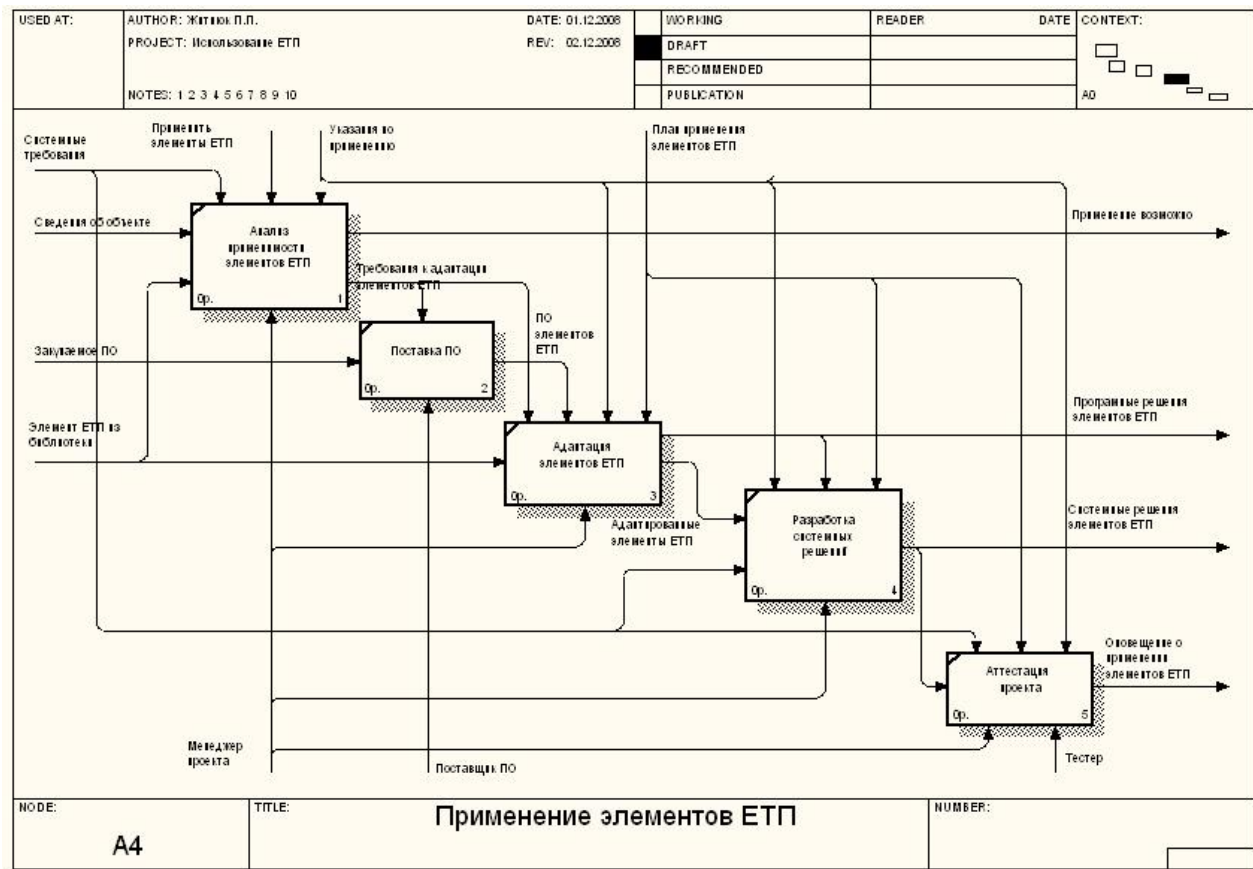 USED AT:
AUTHOR: Житнюк П.П.
DATE: 01.12.2008
PROJECT: Использование ЕТП
REV: 02.12.2008
NOTES: 1 2 3 4 5 6 7 8 9 10
WORKING
DRAFT
RECOMMENDED
PUBLICATION
READER
DATE
CONTEXT:
A0
Системные
требования
Применить
элементы ЕТП
Указания по
применению
План применения
элементов ЕТП
Сведения об объекте
Анализ
применимости
элементов ЕТП
0р.
1
Применение возможно
Требования к адаптации
элементов ЕТП
Закупаемое ПО
Поставка ПО
0р.
2
ПО
элементов
ЕТП
Элемент ЕТП из
библиотеки
Адаптация
элементов ЕТП
0р.
3
Програмные решения
элементов ЕТП
Адаптированные
элементы ЕТП
Разработка
системных
решений
0р.
4
Системные решения
элементов ЕТП
Аттестация
проекта
0р.
5
Оповещение о
применении
элементов ЕТП
Менеджер
проекта
Поставщик ПО
Тестер
NODE:
A4
TITLE:
Применение элементов ЕТП
NUMBER: